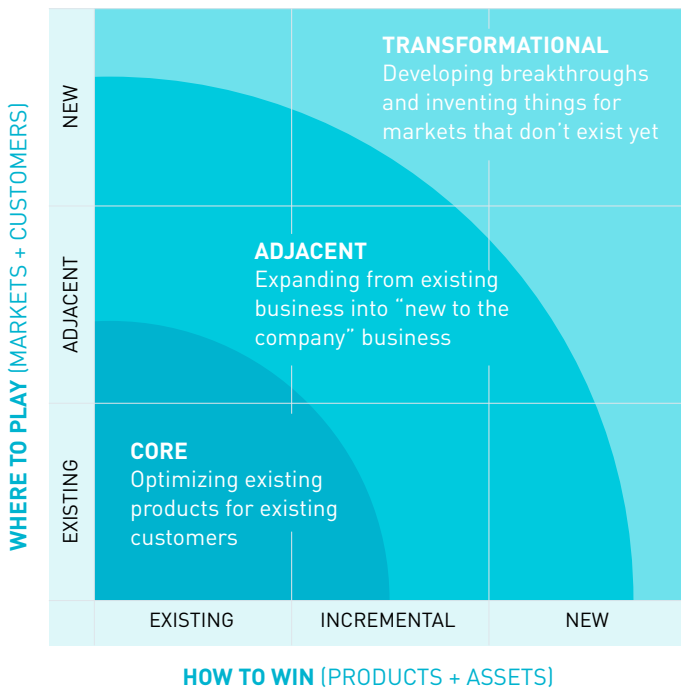 TRANSFORMATIONAL
Developing breakthroughs
and inventing things for
markets that don't exist yet
ADJACENT
Expanding from existing
business into "new to the
company" business
CORE
Optimizing existing
products for existing
customers
WHERE TO PLAY (MARKETS + CUSTOMERS)
NEW
ADJACENT
EXISTING
EXISTING
INCREMENTAL
NEW
HOW TO WIN (PRODUCTS + ASSETS)